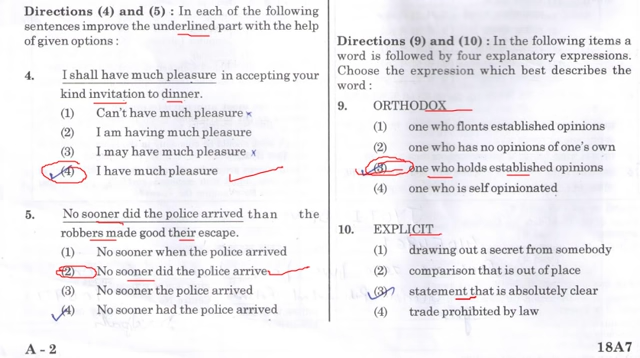 Directions (4) and (5) : In each of the following
sentences improve the underlined part with the help
of given options :
4. I shall have much pleasure in accepting your
kind invitation to dinner.
(1) Can't have much pleasure
(2) I am having much pleasure
(3) I may have much pleasure
(4) I have much pleasure
5. No sooner did the police arrived than the
robbers made good their escape.
(1) No sooner when the police arrived
(2) No sooner did the police arrive
(3) No sooner the police arrived
(4) No sooner had the police arrived
A - 2
Directions (9) and (10) : In the following items a
word is followed by four explanatory expressions.
Choose the expression which best describes the
word :
9. ORTHODOX
(1) one who flonts established opinions
(2) one who has no opinions of one's own
(3) one who holds established opinions
(4) one who is self opinionated
10. EXPLICIT
(1) drawing out a secret from somebody
(2) comparison that is out of place
(3) statement that is absolutely clear
(4) trade prohibited by law
18A7